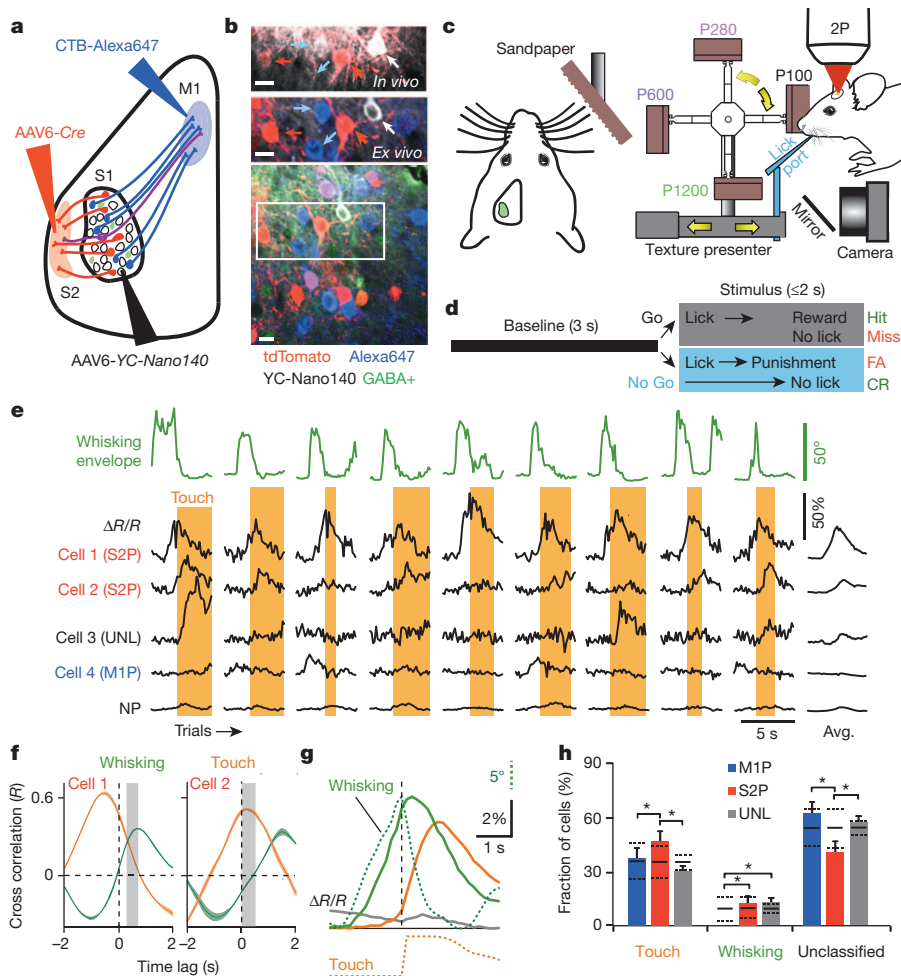 a
CTB-Alexa647
M1
AAV6-Cre
S1
S2
AAV6-YC-Nano140
b
In vivo
Ex vivo
tdTomato Alexa647
YC-Nano140 GABA+
c
Sandpaper
P280
P600
P100
P1200
2P
Lick port
Mirror
Camera
Texture presenter
d
Baseline (3 s)
Stimulus (≤2 s)
Go
Lick → Reward
Hit
No lick
Miss
No Go
Lick → Punishment
FA
No lick
CR
e
Whisking envelope
50°
Touch
ΔR/R
50%
Cell 1 (S2P)
Cell 2 (S2P)
Cell 3 (UNL)
Cell 4 (M1P)
NP
Trials →
5 s
Avg.
f
Whisking
Touch
Cell 1
Cell 2
Cross correlation (R)
0.6
0
–2 0 2
–2 0 2
Time lag (s)
g
Whisking
5°
2%
1 s
ΔR/R
Touch
h
Fraction of cells (%)
90
60
30
0
M1P
S2P
UNL
* *
* *
* *
Touch
Whisking
Unclassified